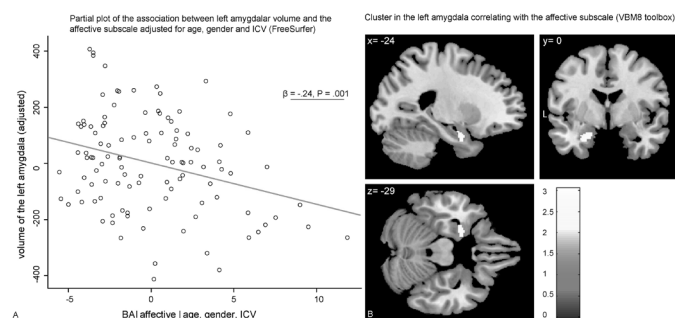 Partial plot of the association between left amygdalar volume and the
affective subscale adjusted for age, gender and ICV (FreeSurfer)
β = -.24, P = .001
volume of the left amygdala (adjusted)
400
200
0
-200
-400
-5
0
5
10
BAI affective | age, gender, ICV
A
Cluster in the left amygdala correlating with the affective subscale (VBM8 toolbox)
x= -24
y= 0
L
z= -29
3
2.5
2
1.5
1
0.5
0
B